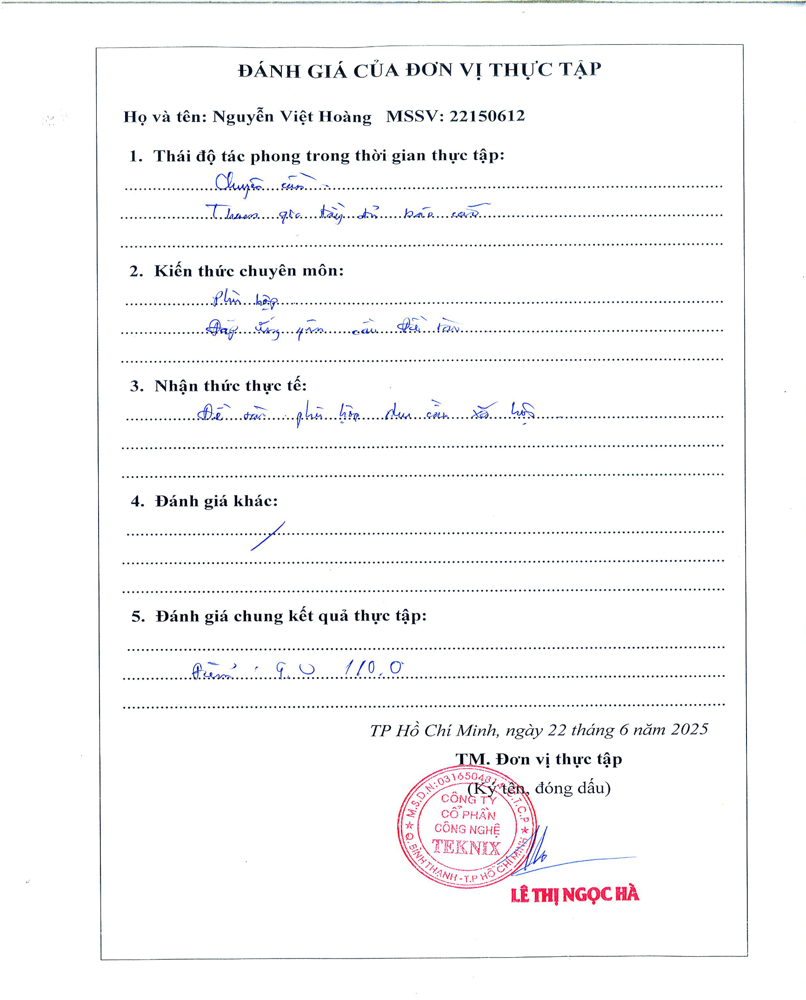 ĐÁNH GIÁ CỦA ĐƠN VỊ THỰC TẬP
Họ và tên: Nguyễn Việt Hoàng MSSV: 22150612
1. Thái độ tác phong trong thời gian thực tập:
Chuyên cần.
Tham gia đầy đủ báo cáo
2. Kiến thức chuyên môn:
Phù hợp
Đáp ứng yêu cầu đề tài
3. Nhận thức thực tế:
Đề tài phù hợp nhu cầu xã hội.
4. Đánh giá khác:
5. Đánh giá chung kết quả thực tập:
Điểm: 9.0 / 10.0
TP Hồ Chí Minh, ngày 22 tháng 6 năm 2025
TM. Đơn vị thực tập
(Ký tên, đóng dấu)
M.S.D.N: 0316504814 - C.T.C.P
CÔNG TY
CỔ PHẦN
CÔNG NGHỆ
TEKNIX
Q. BÌNH THẠNH - T.P HỒ CHÍ MINH
LÊ THỊ NGỌC HÀ